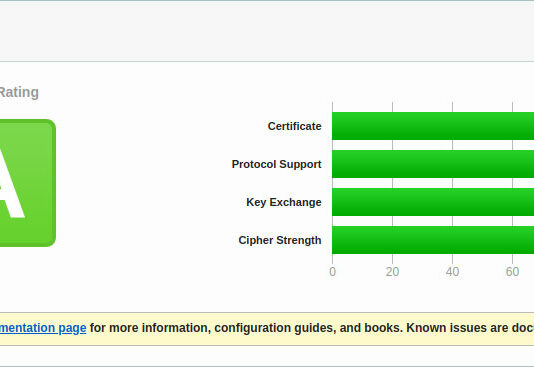 Rating
A
Certificate
Protocol Support
Key Exchange
Cipher Strength
0 20 40 60
mentation page for more information, configuration guides, and books. Known issues are doc